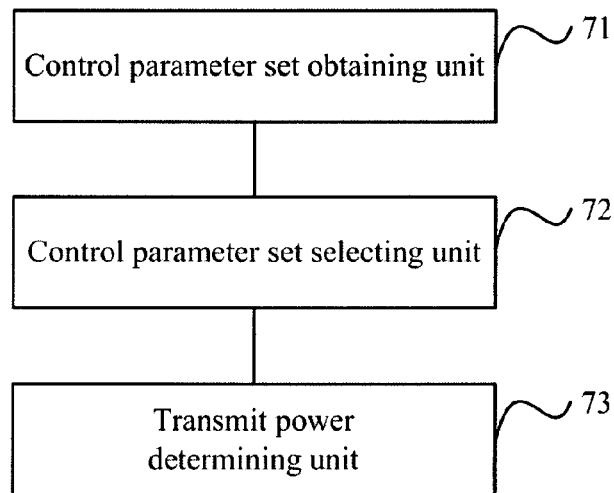 71
Control parameter set obtaining unit
72
Control parameter set selecting unit
73
Transmit power
determining unit